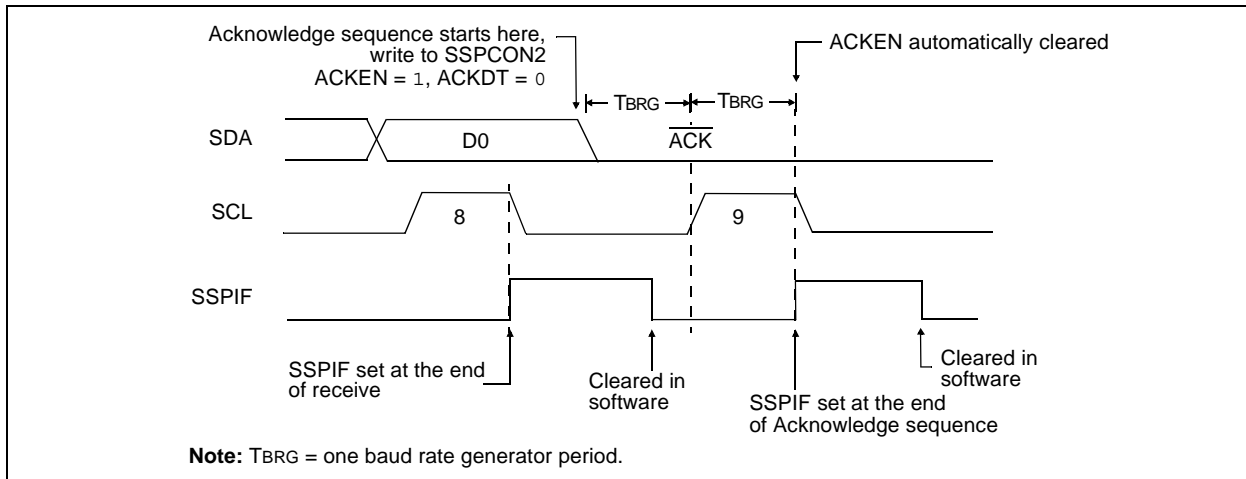 Acknowledge sequence starts here,
write to SSPCON2
ACKEN = 1, ACKDT = 0
ACKEN automatically cleared
TBRG
TBRG
SDA
D0
ACK
SCL
8
9
SSPIF
SSPIF set at the end
of receive
Cleared in
software
SSPIF set at the end
of Acknowledge sequence
Cleared in
software
Note: TBRG = one baud rate generator period.